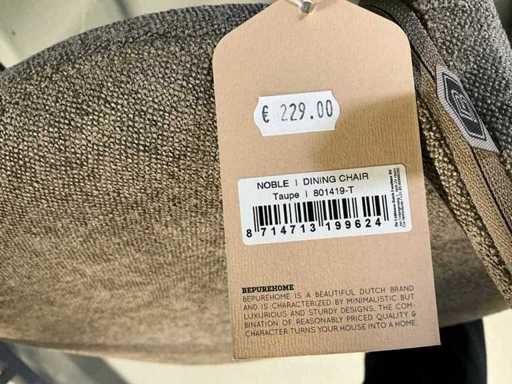 € 229.00
NOBLE | DINING CHAIR
Taupe | 801419-T
8 714713 199624
BEPUREHOME
BEPUREHOME IS A BEAUTIFUL DUTCH BRAND
AND IS CHARACTERIZED BY MINIMALISTIC BUT
LUXURIOUS AND STURDY DESIGNS. THE COM-
BINATION OF REASONABLY PRICED QUALITY &
CHARACTER TURNS YOUR HOUSE INTO A HOME.